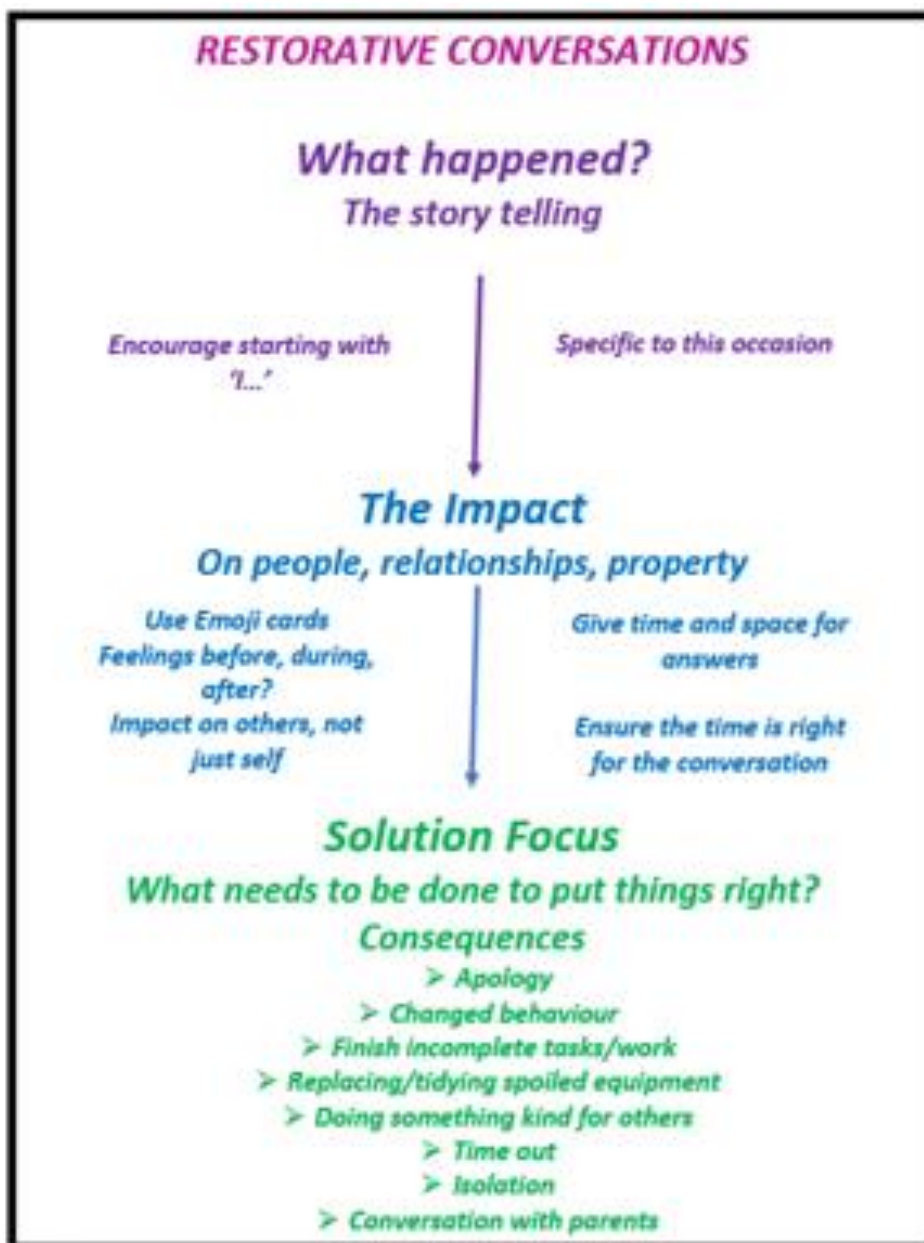 RESTORATIVE CONVERSATIONS
What happened?
The story telling
Encourage starting with
'I...'
Specific to this occasion
The Impact
On people, relationships, property
Use Emoji cards
Feelings before, during,
after?
Impact on others, not
just self
Give time and space for
answers
Ensure the time is right
for the conversation
Solution Focus
What needs to be done to put things right?
Consequences
➢ Apology
➢ Changed behaviour
➢ Finish incomplete tasks/work
➢ Replacing/tidying spoiled equipment
➢ Doing something kind for others
➢ Time out
➢ Isolation
➢ Conversation with parents